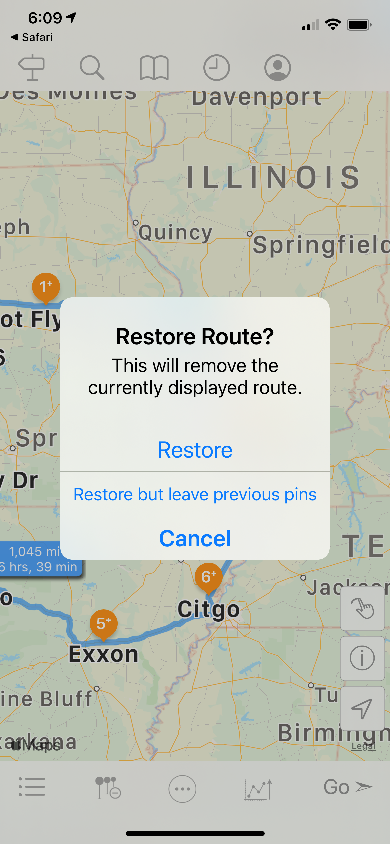 6:09
Safari
Des Moines
Davenport
ILLINOIS
eph
Quincy
Springfield
1+
ot Fly
S
Restore Route?
This will remove the
currently displayed route.
Restore
Restore but leave previous pins
Cancel
Spr
y Dr
1,045 mi
6 hrs, 39 min
TE
o
6+
Citgo
Jackson
5+
Exxon
ine Bluff
Tu
Birmingh
arkana
Maps
Legal
Go